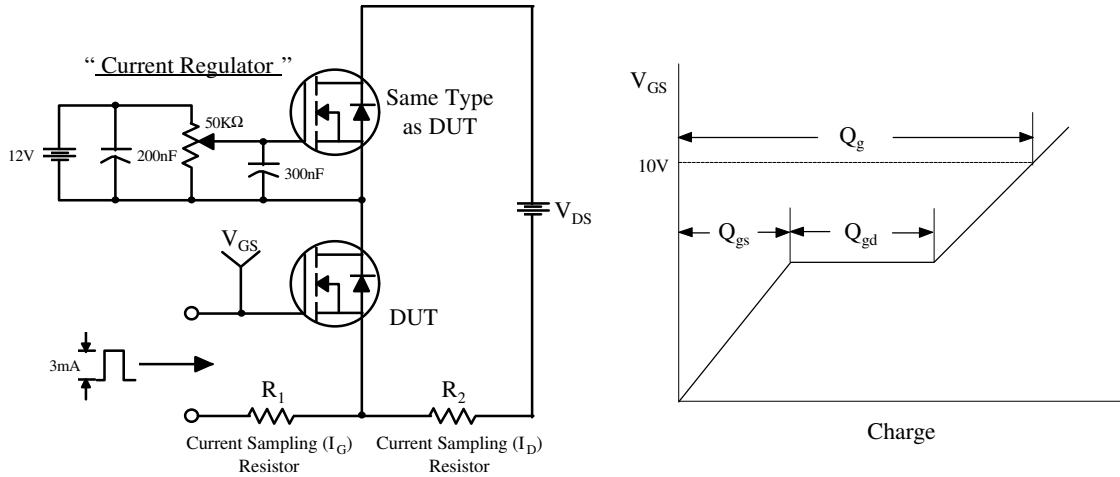 “ Current Regulator ”
50KΩ
12V
200nF
300nF
Same Type
as DUT
V_DS
V_GS
DUT
3mA
R_1
R_2
Current Sampling (I_G)
Resistor
Current Sampling (I_D)
Resistor
V_GS
Q_g
10V
Q_gs
Q_gd
Charge